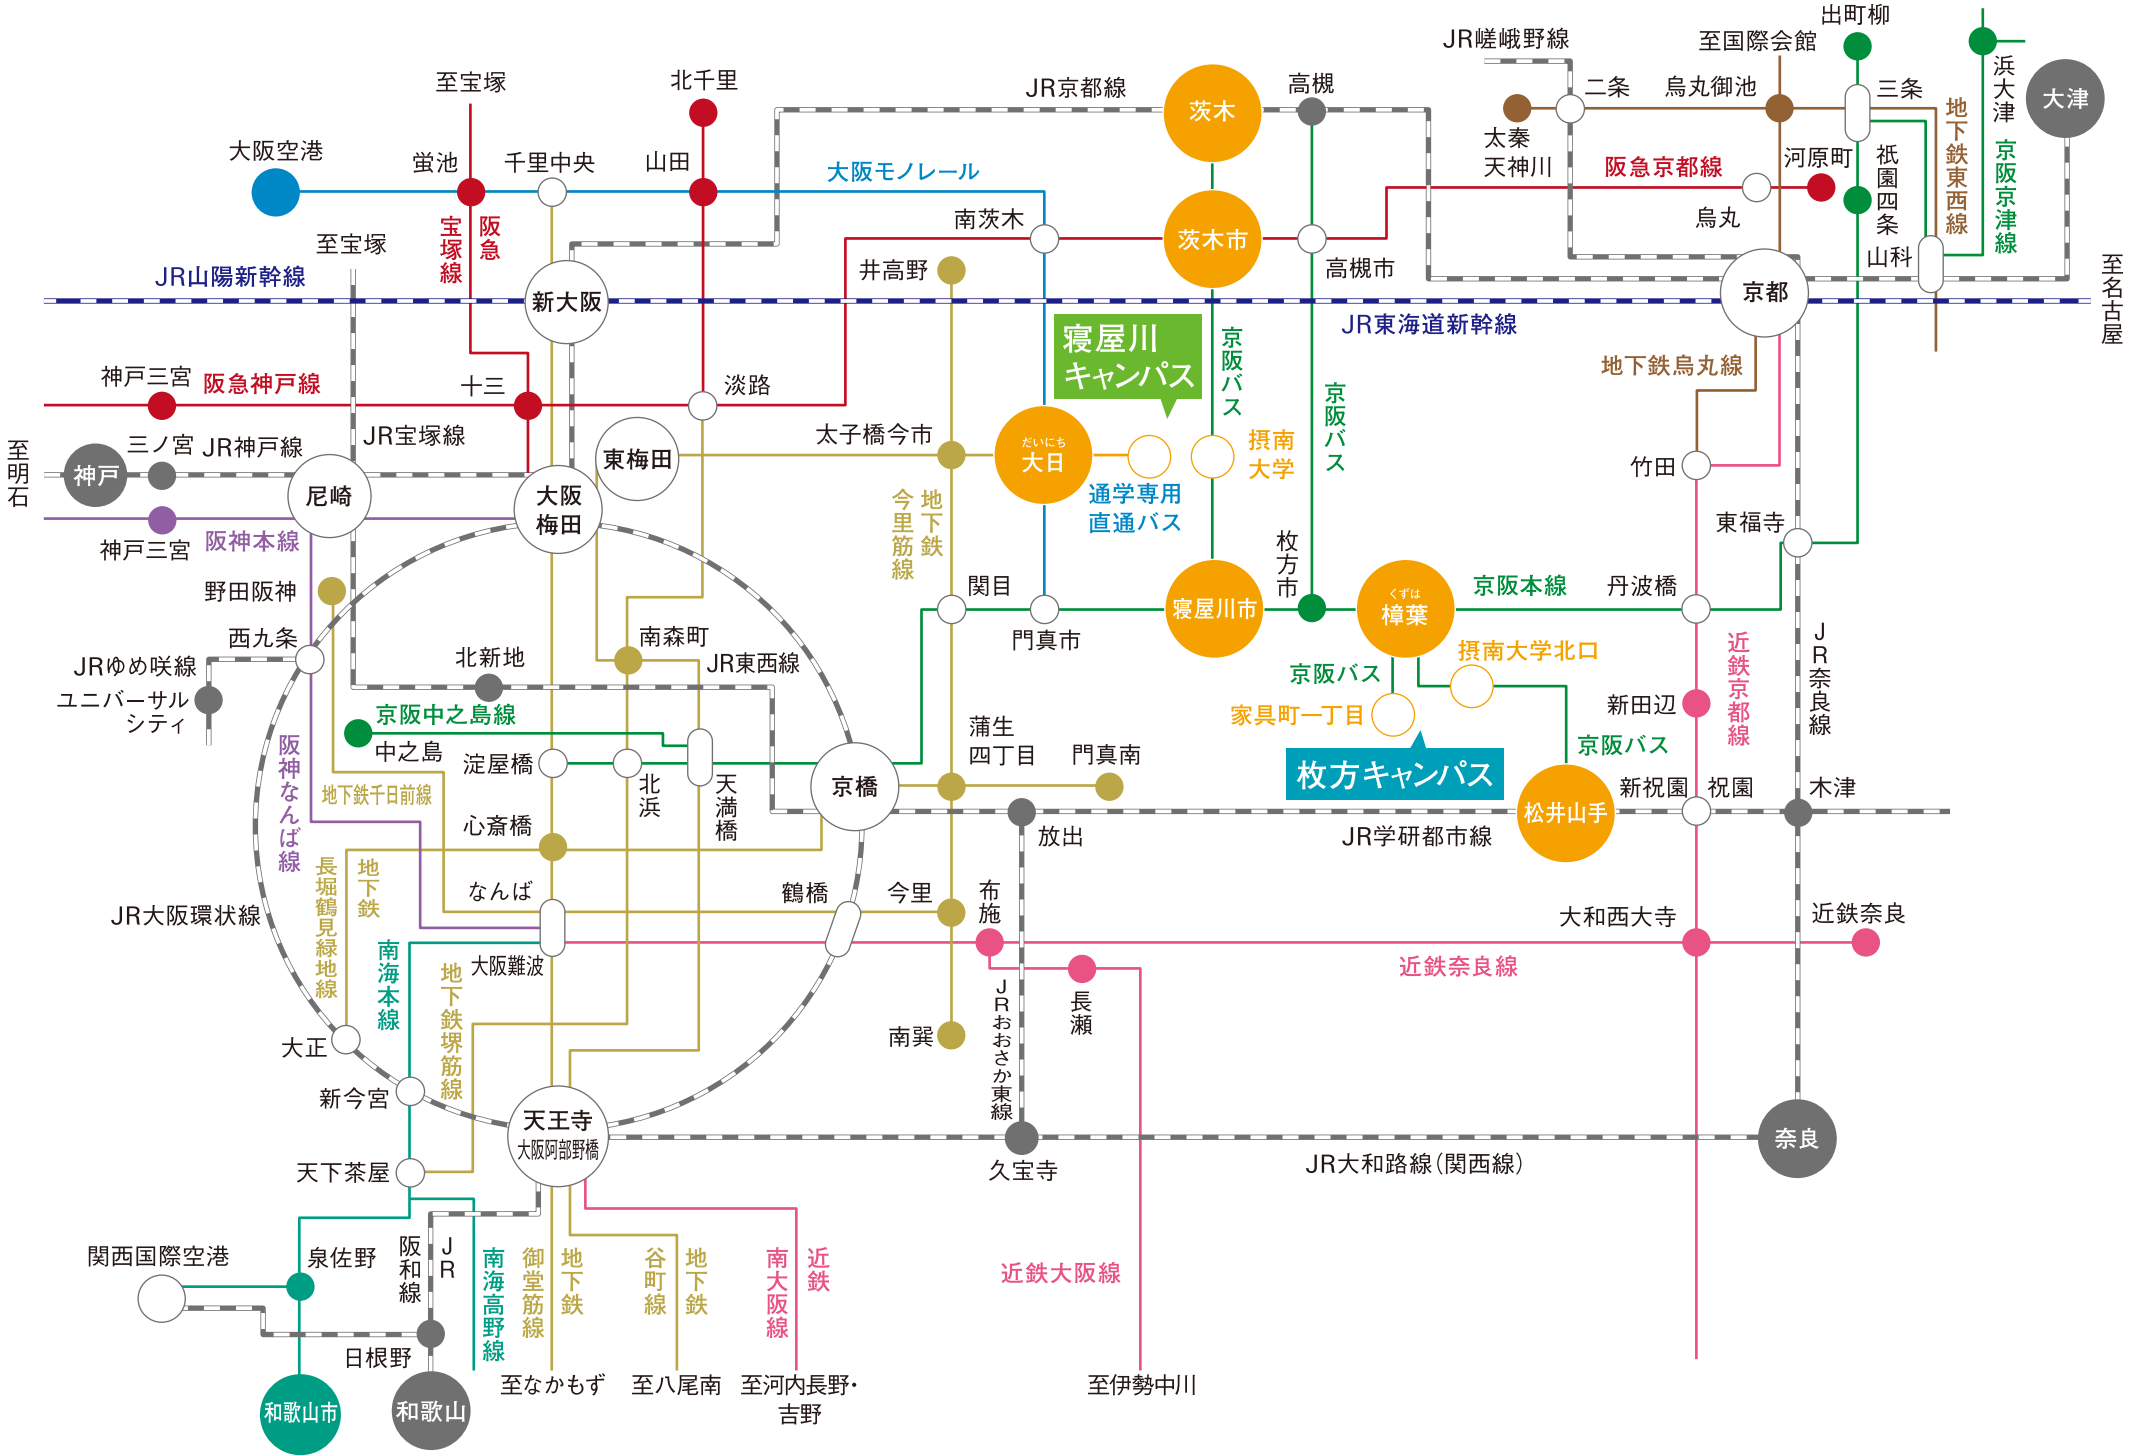 出町柳
JR嵯峨野線
至国際会館
至宝塚
北千里
JR京都線
茨木
高槻
二条
烏丸御池
三条
浜大津
大津
太秦
天神川
地下鉄東西線
京阪京津線
大阪空港
蛍池
千里中央
山田
大阪モノレール
阪急京都線
河原町
祇園四条
烏丸
南茨木
茨木市
高槻市
山科
阪急
宝塚線
至宝塚
井高野
JR山陽新幹線
新大阪
京都
至名古屋
JR東海道新幹線
寝屋川
キャンパス
京阪バス
京阪バス
地下鉄烏丸線
神戸三宮
阪急神戸線
十三
淡路
三ノ宮
JR神戸線
JR宝塚線
太子橋今市
だいにち
大日
摂南
大学
竹田
至明石
神戸
尼崎
東梅田
大阪
梅田
通学専用
直通バス
地下鉄
今里筋線
神戸三宮
阪神本線
枚方市
東福寺
野田阪神
関目
門真市
寝屋川市
くずは
樟葉
京阪本線
丹波橋
西九条
JRゆめ咲線
ユニバーサル
シティ
北新地
南森町
JR東西線
摂南大学北口
京阪バス
近鉄京都線
JR奈良線
新田辺
家具町一丁目
京阪バス
京阪中之島線
中之島
淀屋橋
北浜
天満橋
京橋
蒲生
四丁目
門真南
枚方キャンパス
新祝園
祝園
木津
阪神なんば線
地下鉄千日前線
心斎橋
放出
JR学研都市線
松井山手
地下鉄
長堀鶴見緑地線
なんば
鶴橋
今里
布施
大和西大寺
近鉄奈良
JR大阪環状線
南海本線
地下鉄堺筋線
大阪難波
近鉄奈良線
長瀬
JRおおさか東線
大正
南巽
新今宮
天王寺
大阪阿部野橋
久宝寺
JR大和路線(関西線)
奈良
天下茶屋
関西国際空港
泉佐野
JR
阪和線
南海高野線
地下鉄
御堂筋線
地下鉄
谷町線
近鉄
南大阪線
近鉄大阪線
日根野
和歌山市
和歌山
至なかもず
至八尾南
至河内長野・
吉野
至伊勢中川